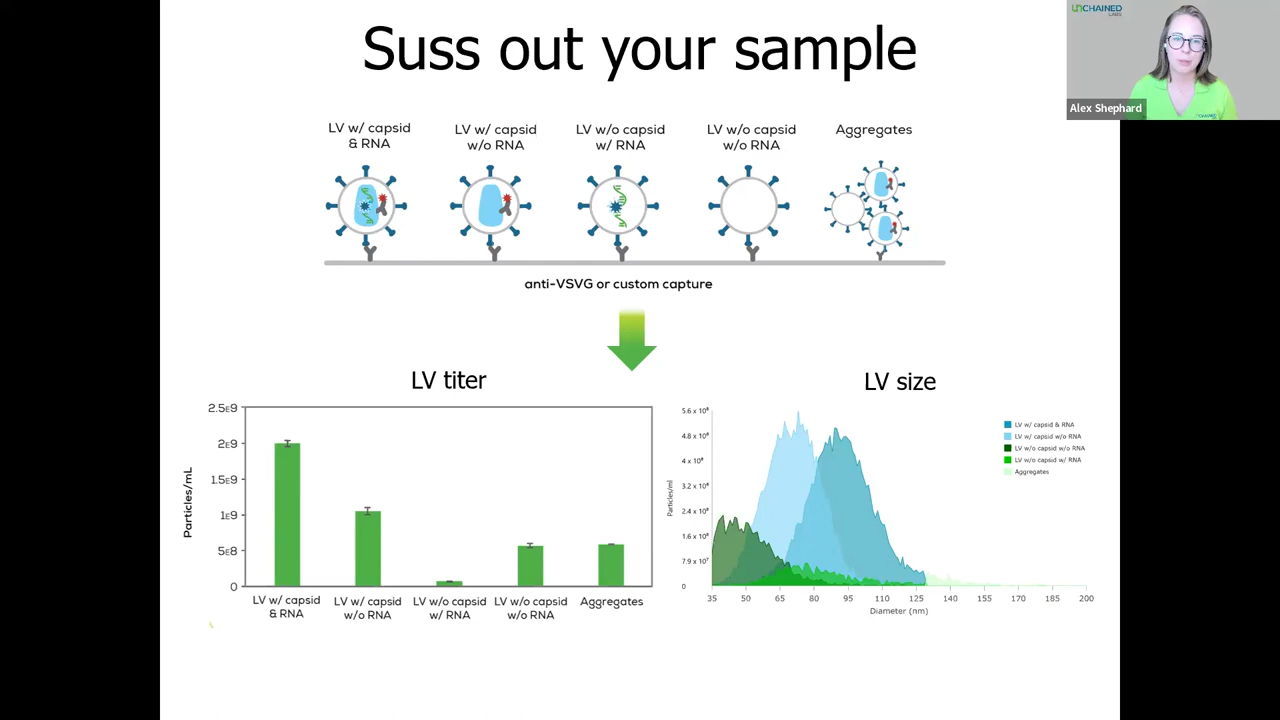 Suss out your sample
UNCHAINED
LABS
Alex Shephard
LV w/ capsid
& RNA
LV w/ capsid
w/o RNA
LV w/o capsid
w/ RNA
LV w/o capsid
w/o RNA
Aggregates
anti-VSVG or custom capture
LV titer
2.5E9
2E9
1.5E9
1E9
5E8
0
Particles/mL
LV w/ capsid
& RNA
LV w/ capsid
w/o RNA
LV w/o capsid
w/ RNA
LV w/o capsid
w/o RNA
Aggregates
LV size
5.6 x 10⁸
4.8 x 10⁸
4 x 10⁸
3.2 x 10⁸
2.4 x 10⁸
1.6 x 10⁸
7.9 x 10⁷
0
Particles/ml
35 50 65 80 95 110 125 140 155 170 185 200
Diameter (nm)
LV w/ capsid & RNA
LV w/ capsid w/o RNA
LV w/o capsid w/o RNA
LV w/o capsid w/ RNA
Aggregates